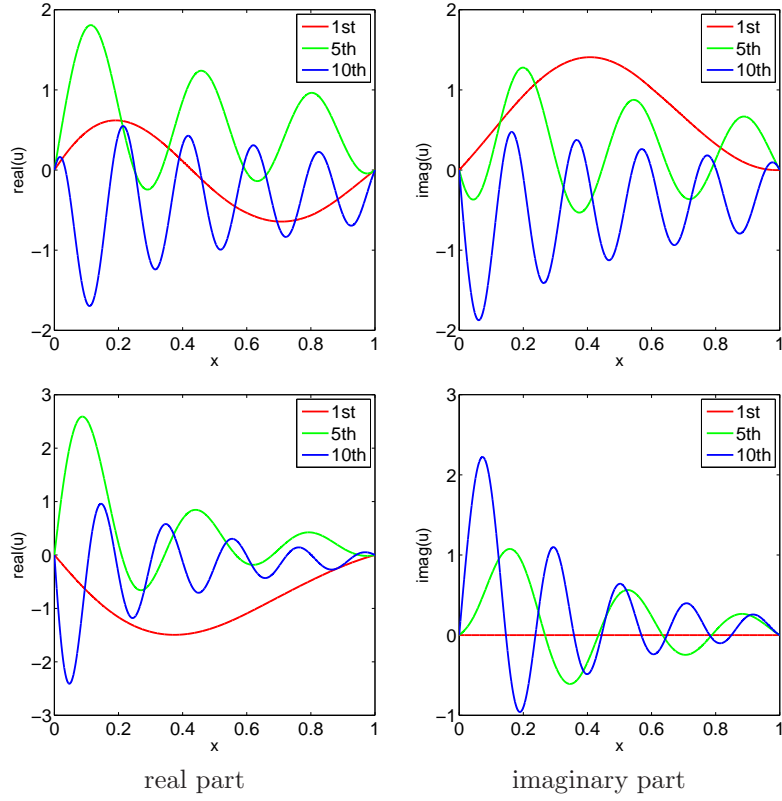 2
1
0
−1
−2
0 0.2 0.4 0.6 0.8 1
x
real(u)
1st
5th
10th
2
1
0
−1
−2
0 0.2 0.4 0.6 0.8 1
x
imag(u)
1st
5th
10th
3
2
1
0
−1
−2
−3
0 0.2 0.4 0.6 0.8 1
x
real(u)
1st
5th
10th
3
2
1
0
−1
0 0.2 0.4 0.6 0.8 1
x
imag(u)
1st
5th
10th
real part
imaginary part